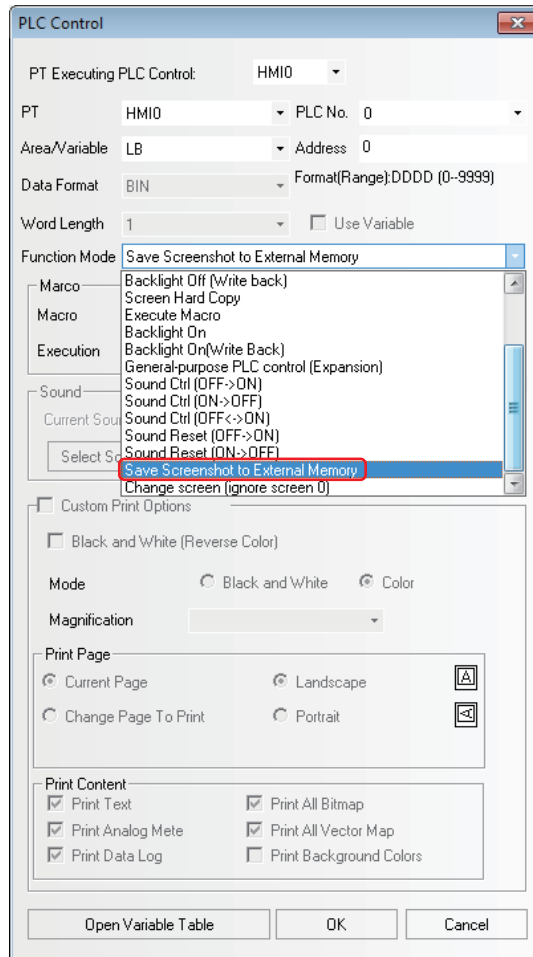 PLC Control
PT Executing PLC Control: HMI0
PT HMI0 PLC No. 0
Area/Variable LB Address 0
Data Format BIN Format(Range):DDDD (0--9999)
Word Length 1 Use Variable
Function Mode Save Screenshot to External Memory
Marco
Macro
Execution
Backlight Off (Write back)
Screen Hard Copy
Execute Macro
Backlight On
Backlight On(Write Back)
General-purpose PLC control (Expansion)
Sound Ctrl (OFF->ON)
Sound Ctrl (ON->OFF)
Sound Ctrl (OFF<->ON)
Sound Reset (OFF->ON)
Sound Reset (ON->OFF)
Save Screenshot to External Memory
Change screen (ignore screen 0)
Sound
Current Sou
Select So
Custom Print Options
Black and White (Reverse Color)
Mode Black and White Color
Magnification
Print Page
Current Page Landscape A
Change Page To Print Portrait A
Print Content
Print Text Print All Bitmap
Print Analog Mete Print All Vector Map
Print Data Log Print Background Colors
Open Variable Table OK Cancel